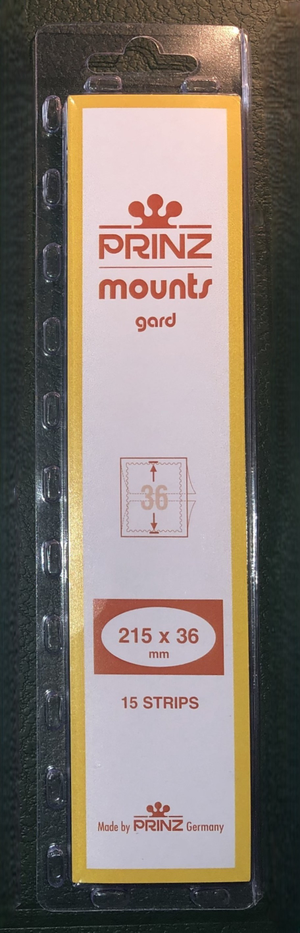 PRINZ
mounts
gard
36
215 x 36
mm
15 STRIPS
Made by PRINZ Germany